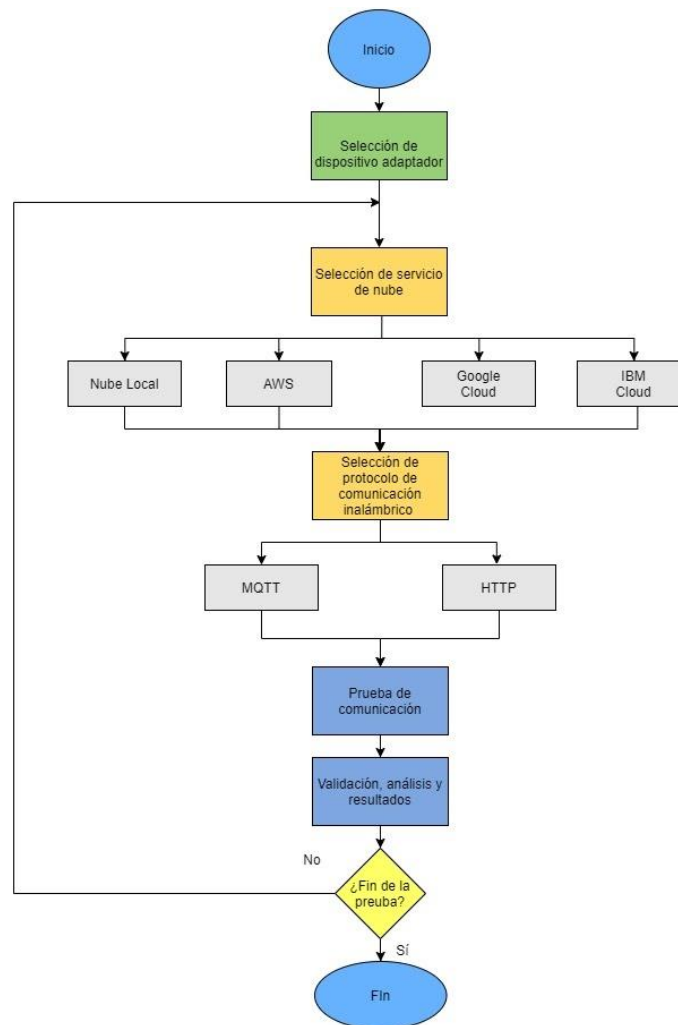 Inicio
Selección de
dispositivo adaptador
Selección de servicio
de nube
Nube Local
AWS
Google
Cloud
IBM
Cloud
Selección de
protocolo de
comunicación
inalámbrico
MQTT
HTTP
Prueba de
comunicación
Validación, análisis y
resultados
No
¿Fin de la
preuba?
Sí
FIn